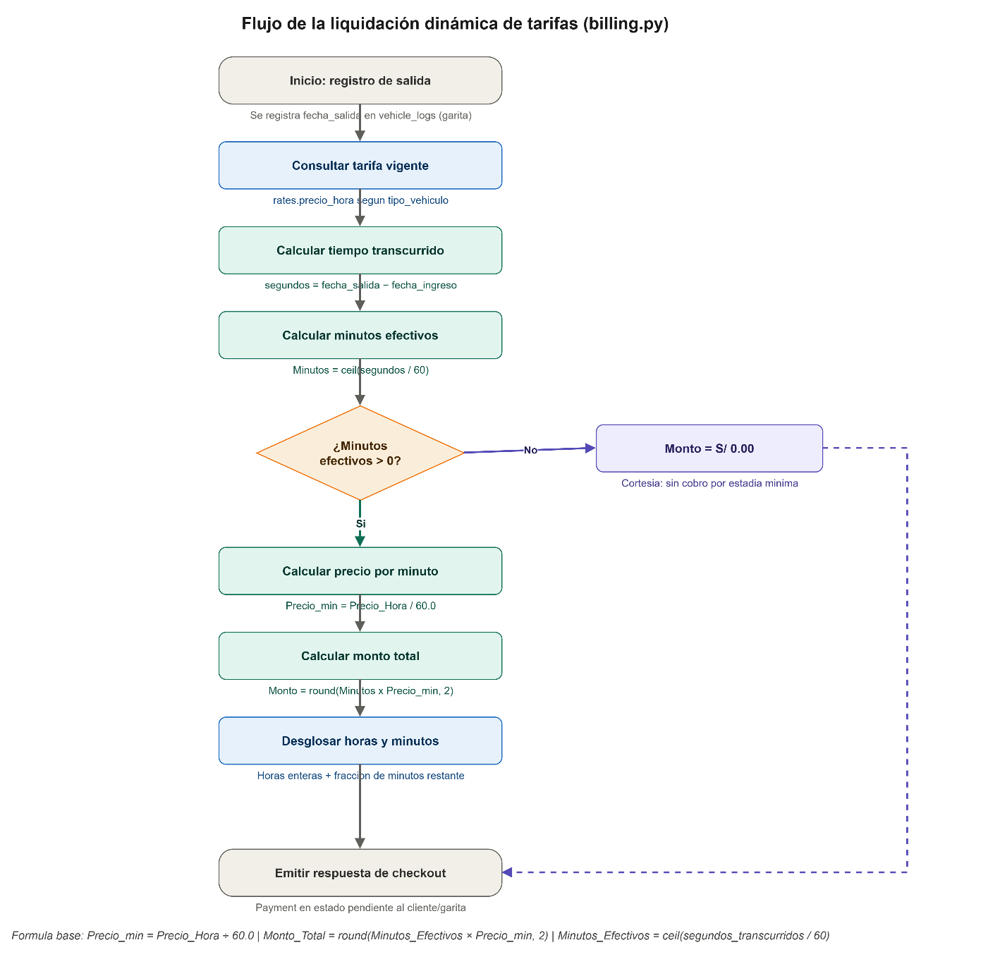 Flujo de la liquidación dinámica de tarifas (billing.py)
Inicio: registro de salida
Se registra fecha_salida en vehicle_logs (garita)
Consultar tarifa vigente
rates.precio_hora segun tipo_vehiculo
Calcular tiempo transcurrido
segundos = fecha_salida − fecha_ingreso
Calcular minutos efectivos
Minutos = ceil(segundos / 60)
¿Minutos
efectivos > 0?
No
Monto = S/ 0.00
Cortesia: sin cobro por estadia minima
Si
Calcular precio por minuto
Precio_min = Precio_Hora / 60.0
Calcular monto total
Monto = round(Minutos x Precio_min, 2)
Desglosar horas y minutos
Horas enteras + fraccion de minutos restante
Emitir respuesta de checkout
Payment en estado pendiente al cliente/garita
Formula base: Precio_min = Precio_Hora ÷ 60.0 | Monto_Total = round(Minutos_Efectivos × Precio_min, 2) | Minutos_Efectivos = ceil(segundos_transcurridos / 60)